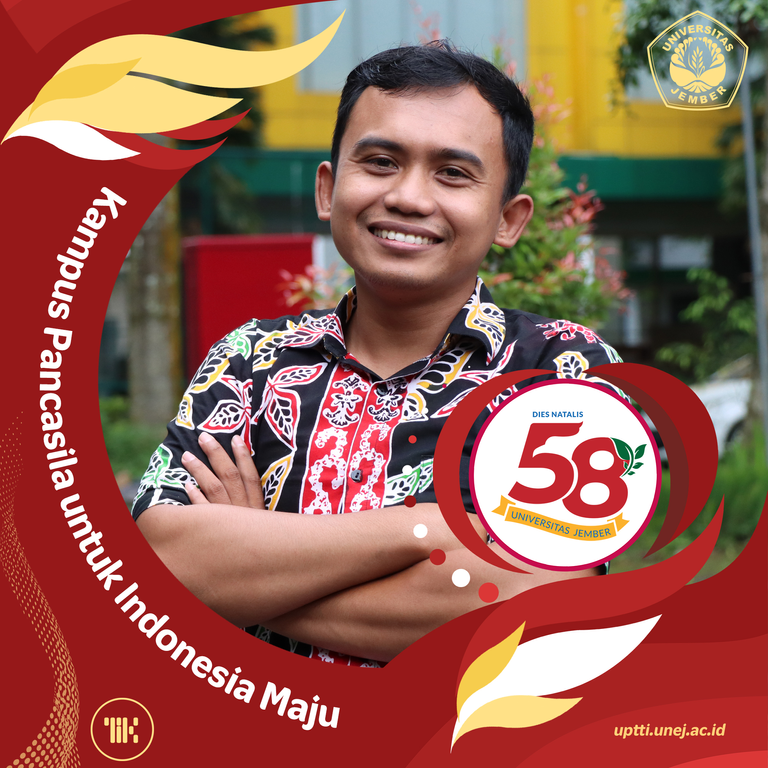 UNIVERSITAS
JEMBER
Kampus Pancasila untuk Indonesia Maju
DIES NATALIS
58
UNIVERSITAS JEMBER
uptti.unej.ac.id